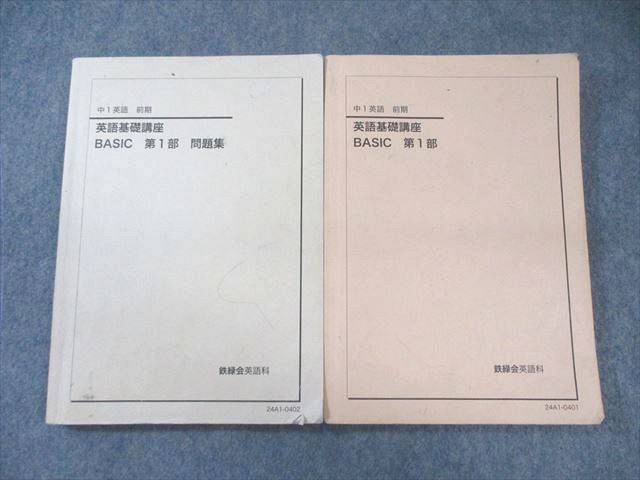 中1英語 前期
英語基礎講座
BASIC 第1部 問題集
鉄緑会英語科
24A1-0402
中1英語 前期
英語基礎講座
BASIC 第1部
鉄緑会英語科
24A1-0401